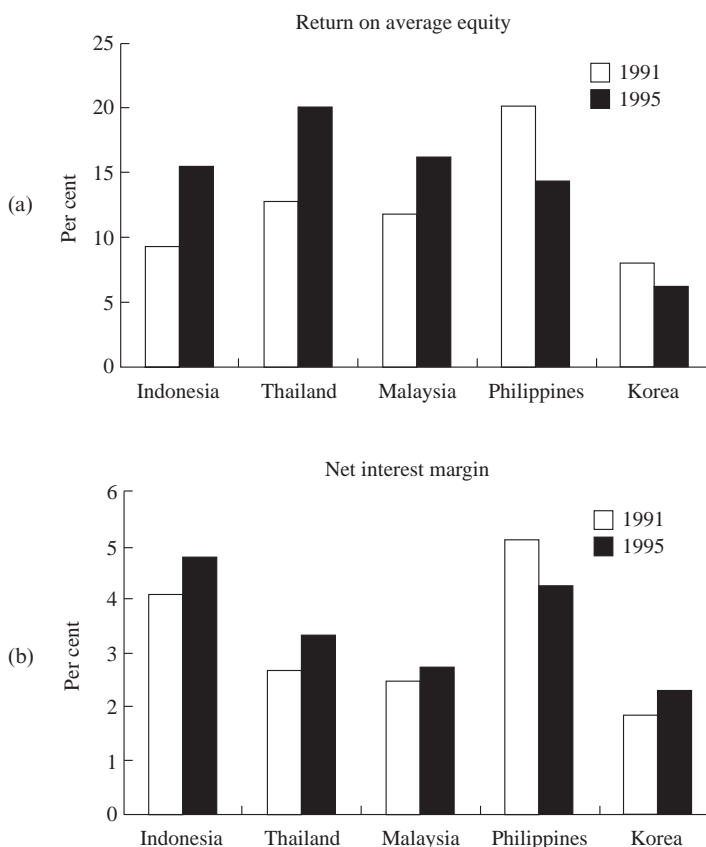 Return on average equity
25
20
15
10
5
0
Per cent
(a)
1991
1995
Indonesia Thailand Malaysia Philippines Korea
Net interest margin
6
5
4
3
2
1
0
Per cent
(b)
1991
1995
Indonesia Thailand Malaysia Philippines Korea